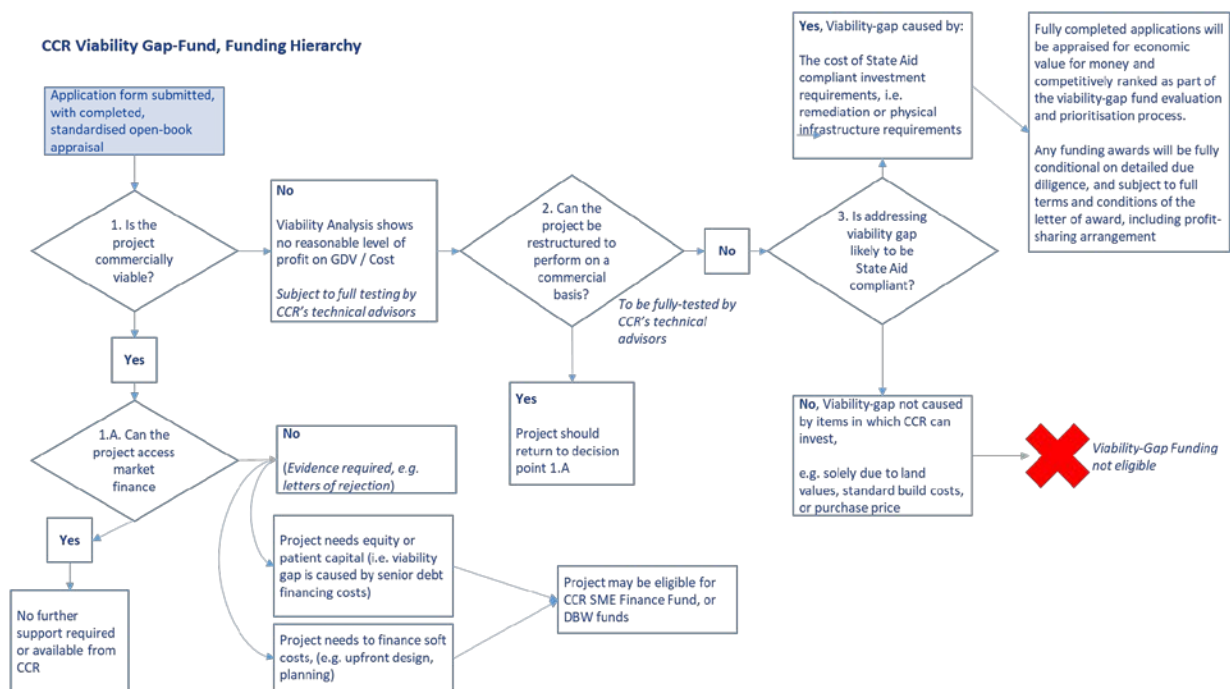 CCR Viability Gap-Fund, Funding Hierarchy
Application form submitted,
with completed,
standardised open-book
appraisal
1. Is the
project
commercially
viable?
No
Viability Analysis shows
no reasonable level of
profit on GDV / Cost
Subject to full testing by
CCR's technical advisors
2. Can the
project be
restructured to
perform on a
commercial
basis?
To be fully-tested by
CCR's technical
advisors
No
3. Is addressing
viability gap
likely to be
State Aid
compliant?
Yes, Viability-gap caused by:
The cost of State Aid
compliant investment
requirements, i.e.
remediation or physical
infrastructure requirements
Fully completed applications will
be appraised for economic
value for money and
competitively ranked as part of
the viability-gap fund evaluation
and prioritisation process.
Any funding awards will be fully
conditional on detailed due
diligence, and subject to full
terms and conditions of the
letter of award, including profit-
sharing arrangement
Yes
1.A. Can the
project access
market
finance
Yes
No further
support required
or available from
CCR
No
(Evidence required, e.g.
letters of rejection)
Project needs equity or
patient capital (i.e. viability
gap is caused by senior debt
financing costs)
Project needs to finance soft
costs, (e.g. upfront design,
planning)
Project may be eligible for
CCR SME Finance Fund, or
DBW funds
Yes
Project should
return to decision
point 1.A
No, Viability-gap not caused
by items in which CCR can
invest,
e.g. solely due to land
values, standard build costs,
or purchase price
Viability-Gap Funding
not eligible